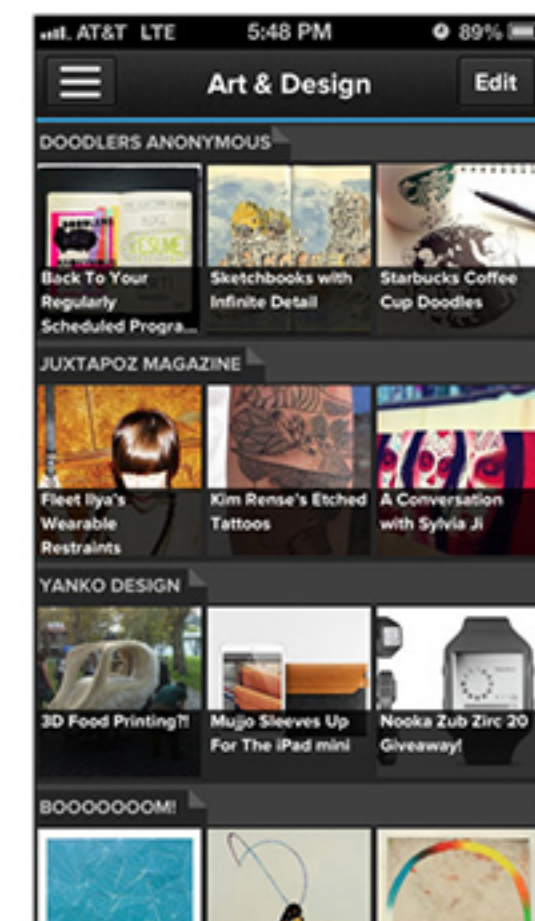 AT&T LTE 5:48 PM 89%
Art & Design Edit
DOODLERS ANONYMOUS
Back To Your
Regularly
Scheduled Progra...
Sketchbooks with
Infinite Detail
Starbucks Coffee
Cup Doodles
JUXTAPOZ MAGAZINE
Fleet Ilya's
Wearable
Restraints
Kim Rense's Etched
Tattoos
A Conversation
with Sylvia Ji
YANKO DESIGN
3D Food Printing?!
Mujjo Sleeves Up
For The iPad mini
Nooka Zub Zirc 20
Giveaway!
BOOOOOOOM!